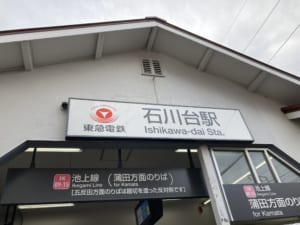 東急電鉄
石川台駅
Ishikawa-dai Sta.
IK
池上線
Ikegami Line
(蒲田方面のりば)
for Kamata
[五反田方面のりばは踏切を渡った反対側です]
IK
池上線
Ikegami Line
蒲田方面のりば
for Kamata